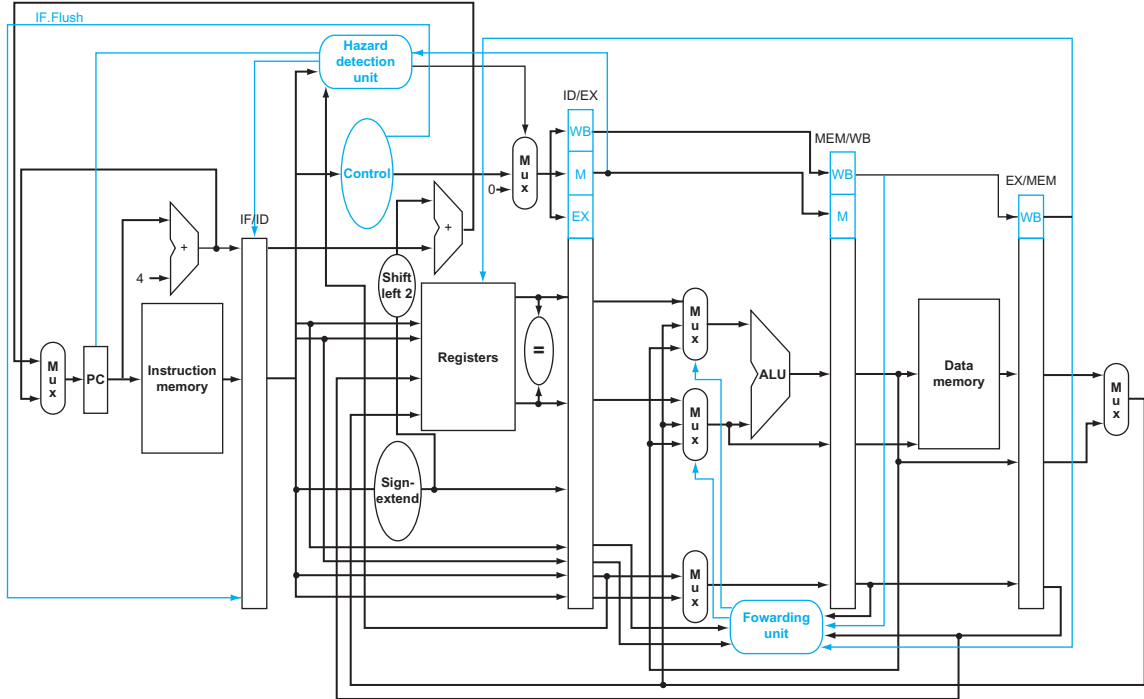 IF.Flush
Hazard
detection
unit
ID/EX
WB
MEM/WB
Control
M
u
x
M
WB
EX/MEM
0
EX
M
WB
IF/ID
+
+
4
Shift
left 2
M
u
x
PC
Instruction
memory
Registers
=
M
u
x
ALU
Data
memory
M
u
x
M
u
x
Sign-
extend
M
u
x
Fowarding
unit